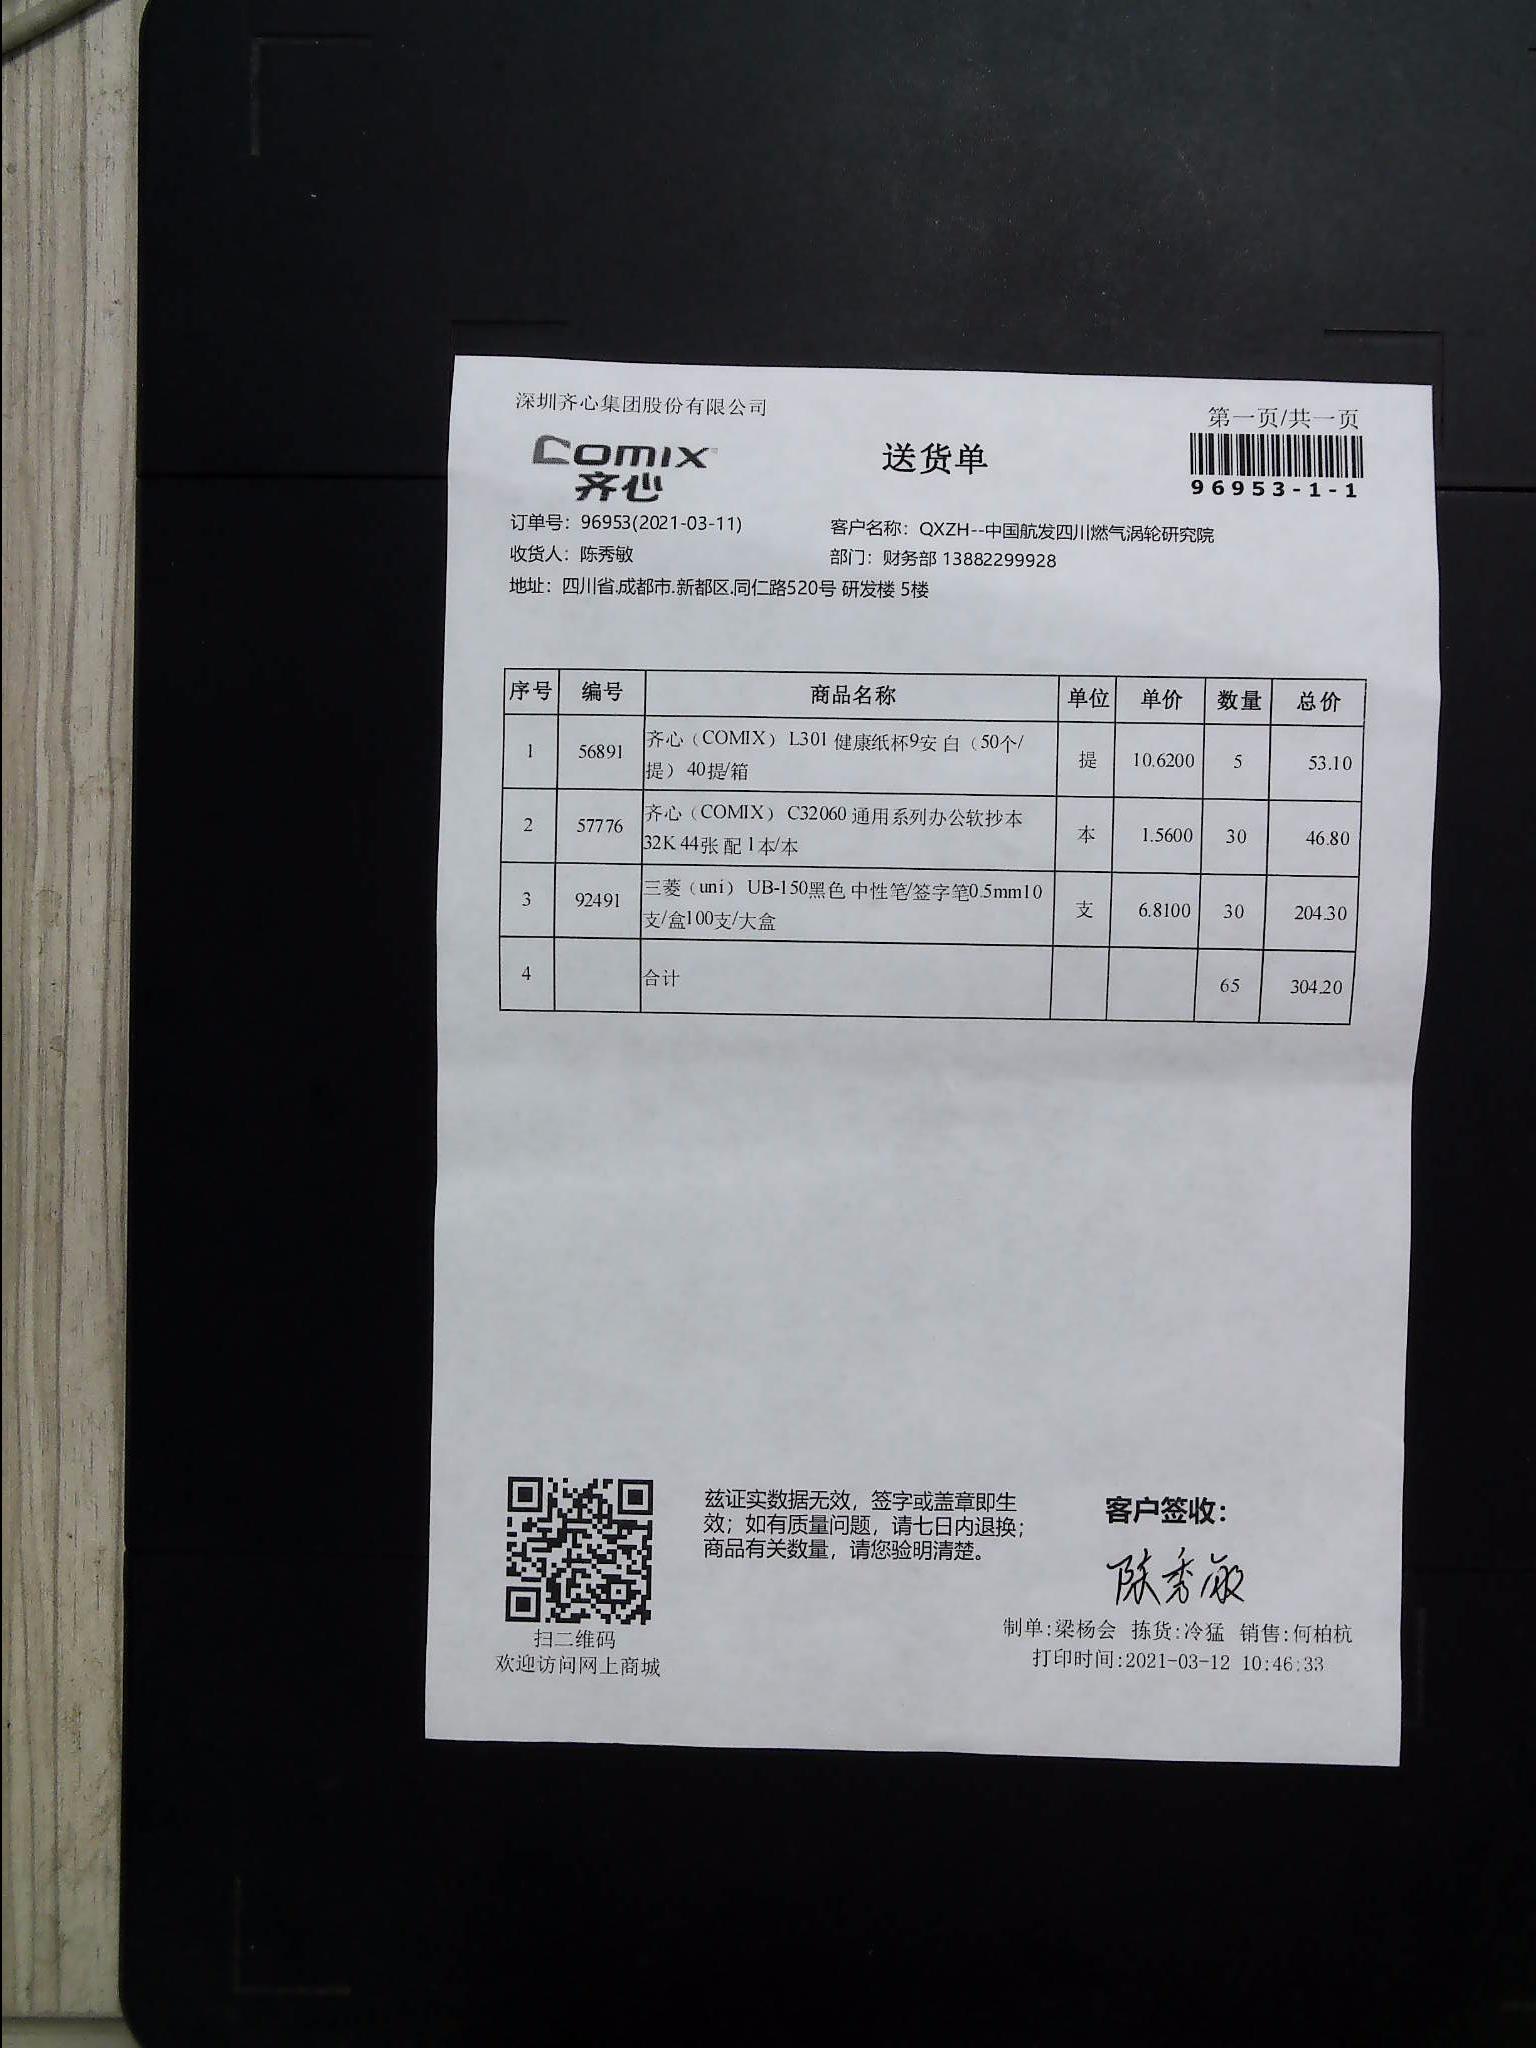 深圳齐心集团股份有限公司
第一页/共一页
COMIX
齐心
送货单
96953-1-1
订单号：96953(2021-03-11)
客户名称：QXZH--中国航发四川燃气涡轮研究院
收货人：陈秀敏
部门：财务部 13882299928
地址：四川省.成都市.新都区.同仁路520号 研发楼 5楼
序号 编号 商品名称 单位 单价 数量 总价
1 56891 齐心（COMIX） L301 健康纸杯9安 白（50个/
提） 40提/箱 提 10.6200 5 53.10
2 57776 齐心（COMIX） C32060 通用系列办公软抄本
32K 44张 配 1本/本 本 1.5600 30 46.80
3 92491 三菱（uni） UB-150黑色 中性笔/签字笔0.5mm10
支/盒100支/大盒 支 6.8100 30 204.30
4 合计 65 304.20
兹证实数据无效，签字或盖章即生
效；如有质量问题，请七日内退换；
商品有关数量，请您验明清楚。
客户签收：
陈秀敏
扫二维码
欢迎访问网上商城
制单:梁杨会 拣货:冷猛 销售:何柏杭
打印时间:2021-03-12 10:46:33